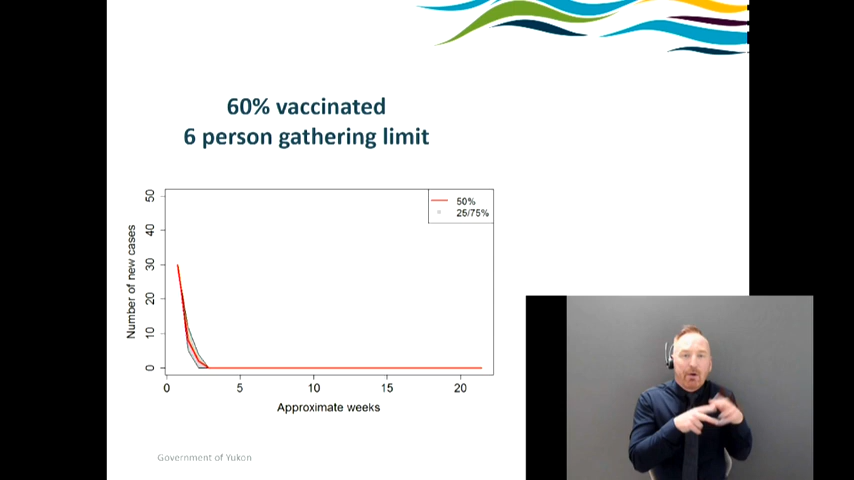 60% vaccinated
6 person gathering limit
50%
25/75%
Number of new cases
50
40
30
20
10
0
0 5 10 15 20
Approximate weeks
Government of Yukon